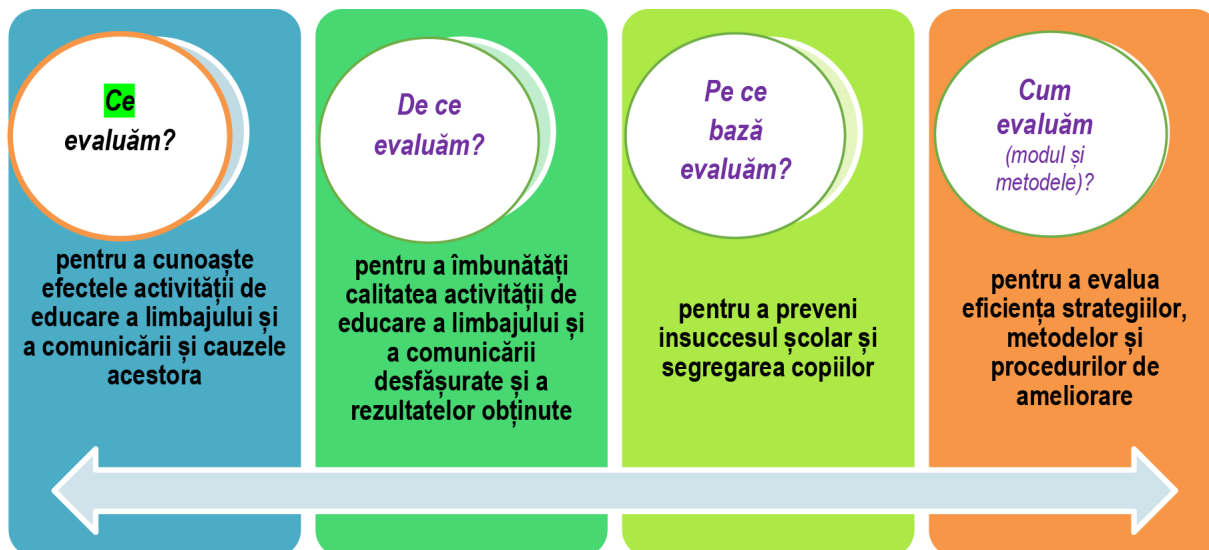 Ce
evaluăm?
pentru a cunoaște
efectele activității de
educare a limbajului și
a comunicării și cauzele
acestora
De ce
evaluăm?
pentru a îmbunătăți
calitatea activității de
educare a limbajului și
a comunicării
desfășurate și a
rezultatelor obținute
Pe ce
bază
evaluăm?
pentru a preveni
insuccesul școlar și
segregarea copiilor
Cum
evaluăm
(modul și
metodele)?
pentru a evalua
eficiența strategiilor,
metodelor și
procedurilor de
ameliorare